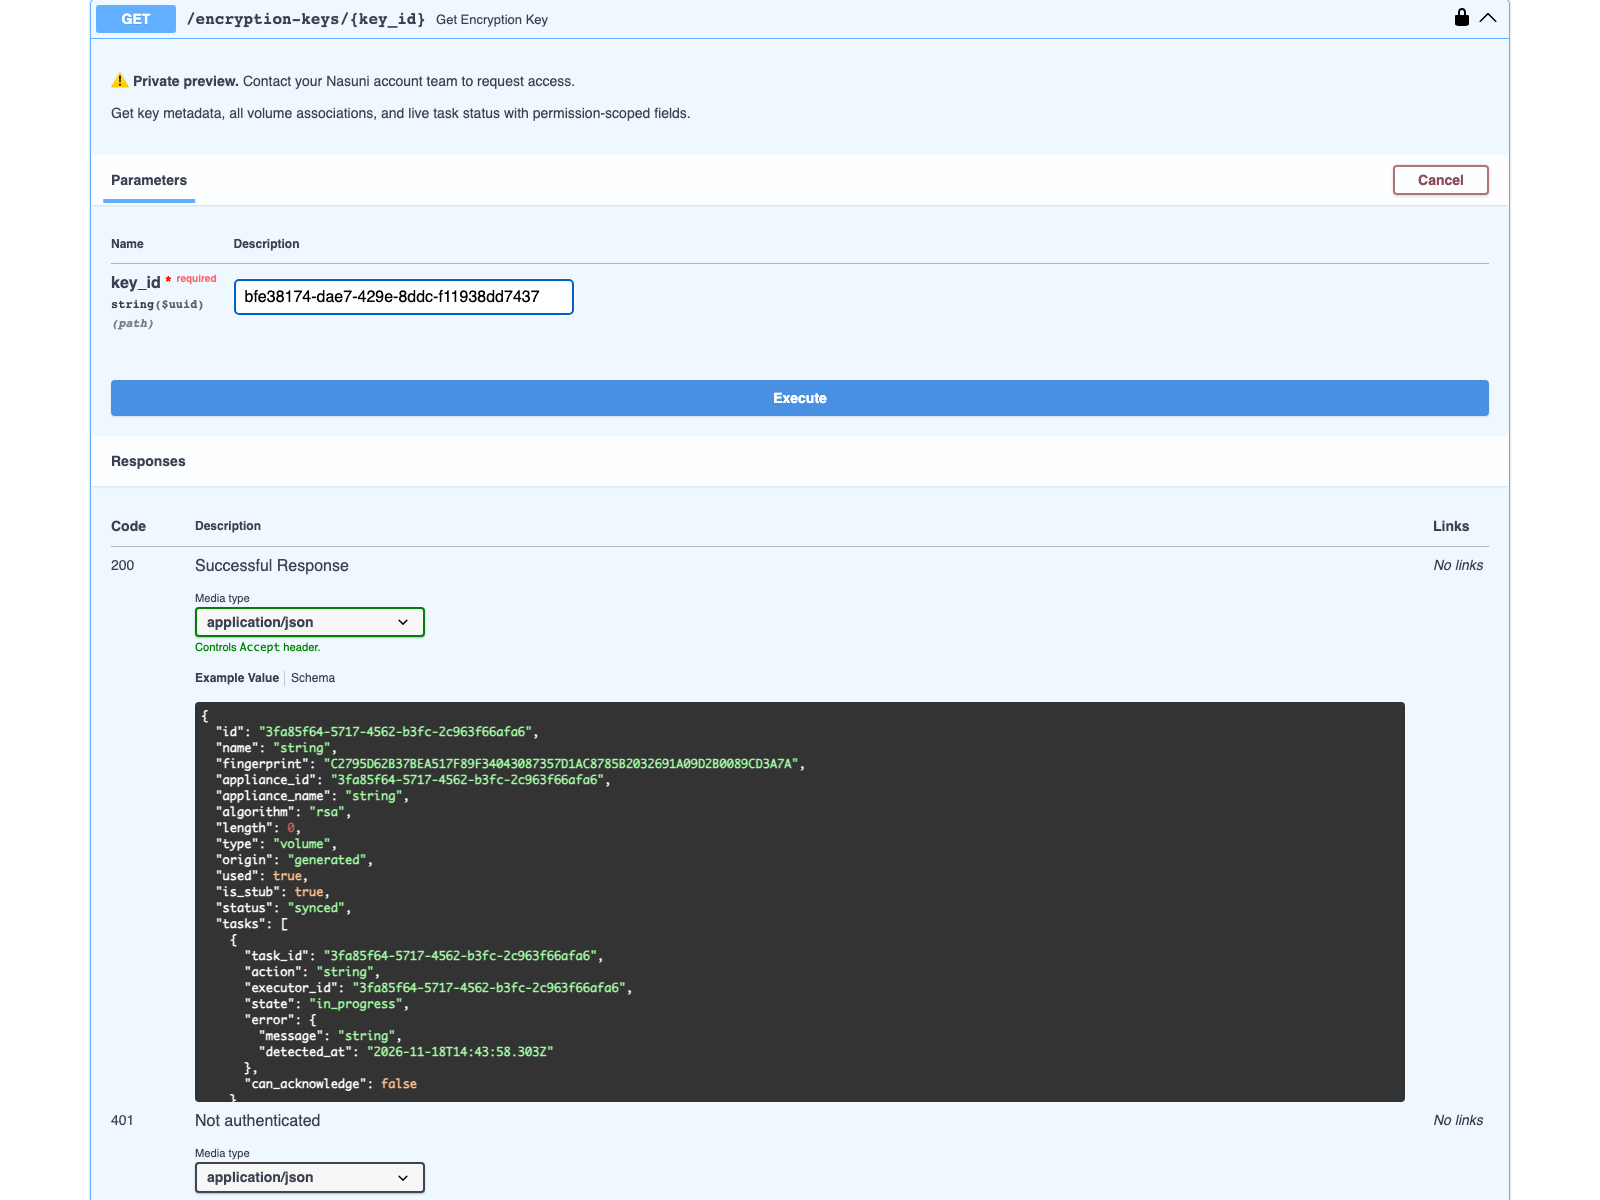 GET /encryption-keys/{key_id} Get Encryption Key
⚠ Private preview. Contact your Nasuni account team to request access.
Get key metadata, all volume associations, and live task status with permission-scoped fields.
Parameters Cancel
Name Description
key_id * required
string($uuid)
(path)
bfe38174-dae7-429e-8ddc-f11938dd7437
Execute
Responses
Code Description Links
200 Successful Response No links
Media type
application/json
Controls Accept header.
Example Value Schema
{
  "id": "3fa85f64-5717-4562-b3fc-2c963f66afa6",
  "name": "string",
  "fingerprint": "C2795D62B37BEA517F89F34043087357D1AC8785B2032691A09D2B0089CD3A7A",
  "appliance_id": "3fa85f64-5717-4562-b3fc-2c963f66afa6",
  "appliance_name": "string",
  "algorithm": "rsa",
  "length": 0,
  "type": "volume",
  "origin": "generated",
  "used": true,
  "is_stub": true,
  "status": "synced",
  "tasks": [
    {
      "task_id": "3fa85f64-5717-4562-b3fc-2c963f66afa6",
      "action": "string",
      "executor_id": "3fa85f64-5717-4562-b3fc-2c963f66afa6",
      "state": "in_progress",
      "error": {
        "message": "string",
        "detected_at": "2026-11-18T14:43:58.303Z"
      },
      "can_acknowledge": false
    }
401 Not authenticated No links
Media type
application/json